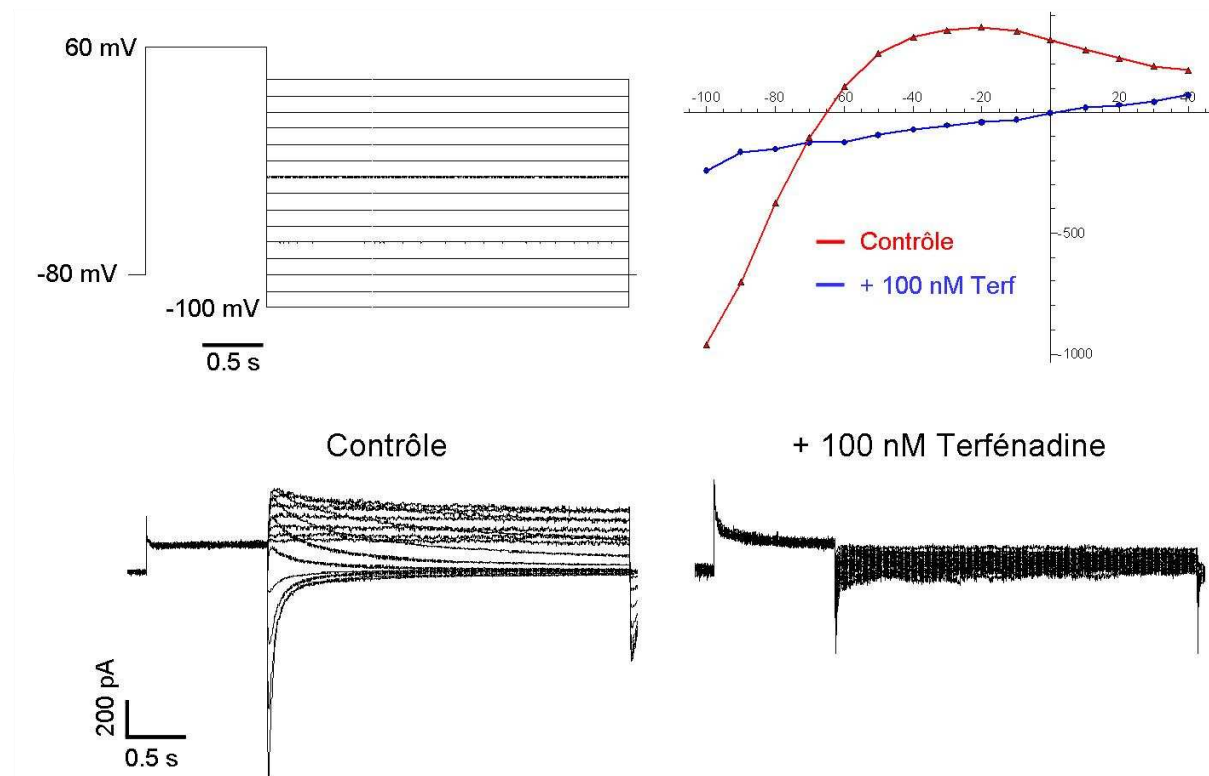 60 mV
-80 mV
-100 mV
0.5 s
-100 -80 -60 -40 -20 20 40
-500
-1000
Contrôle
+ 100 nM Terf
Contrôle
+ 100 nM Terfénadine
200 pA
0.5 s